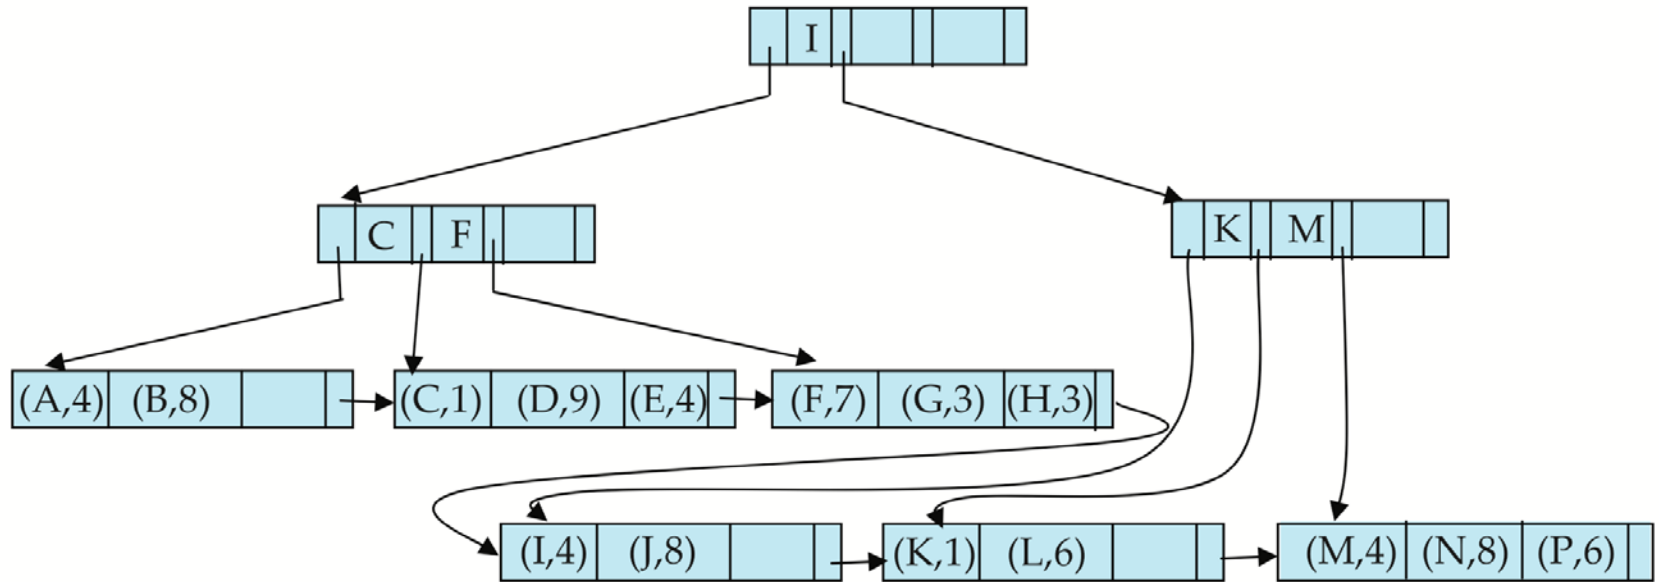 I
C F
K M
(A,4) (B,8)
(C,1) (D,9) (E,4)
(F,7) (G,3) (H,3)
(I,4) (J,8)
(K,1) (L,6)
(M,4) (N,8) (P,6)